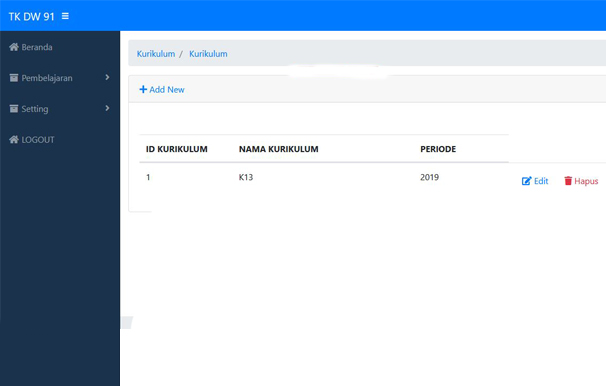 TK DW 91
Beranda
Pembelajaran
Setting
LOGOUT
Kurikulum / Kurikulum
Add New
ID KURIKULUM NAMA KURIKULUM PERIODE
1 K13 2019 Edit Hapus